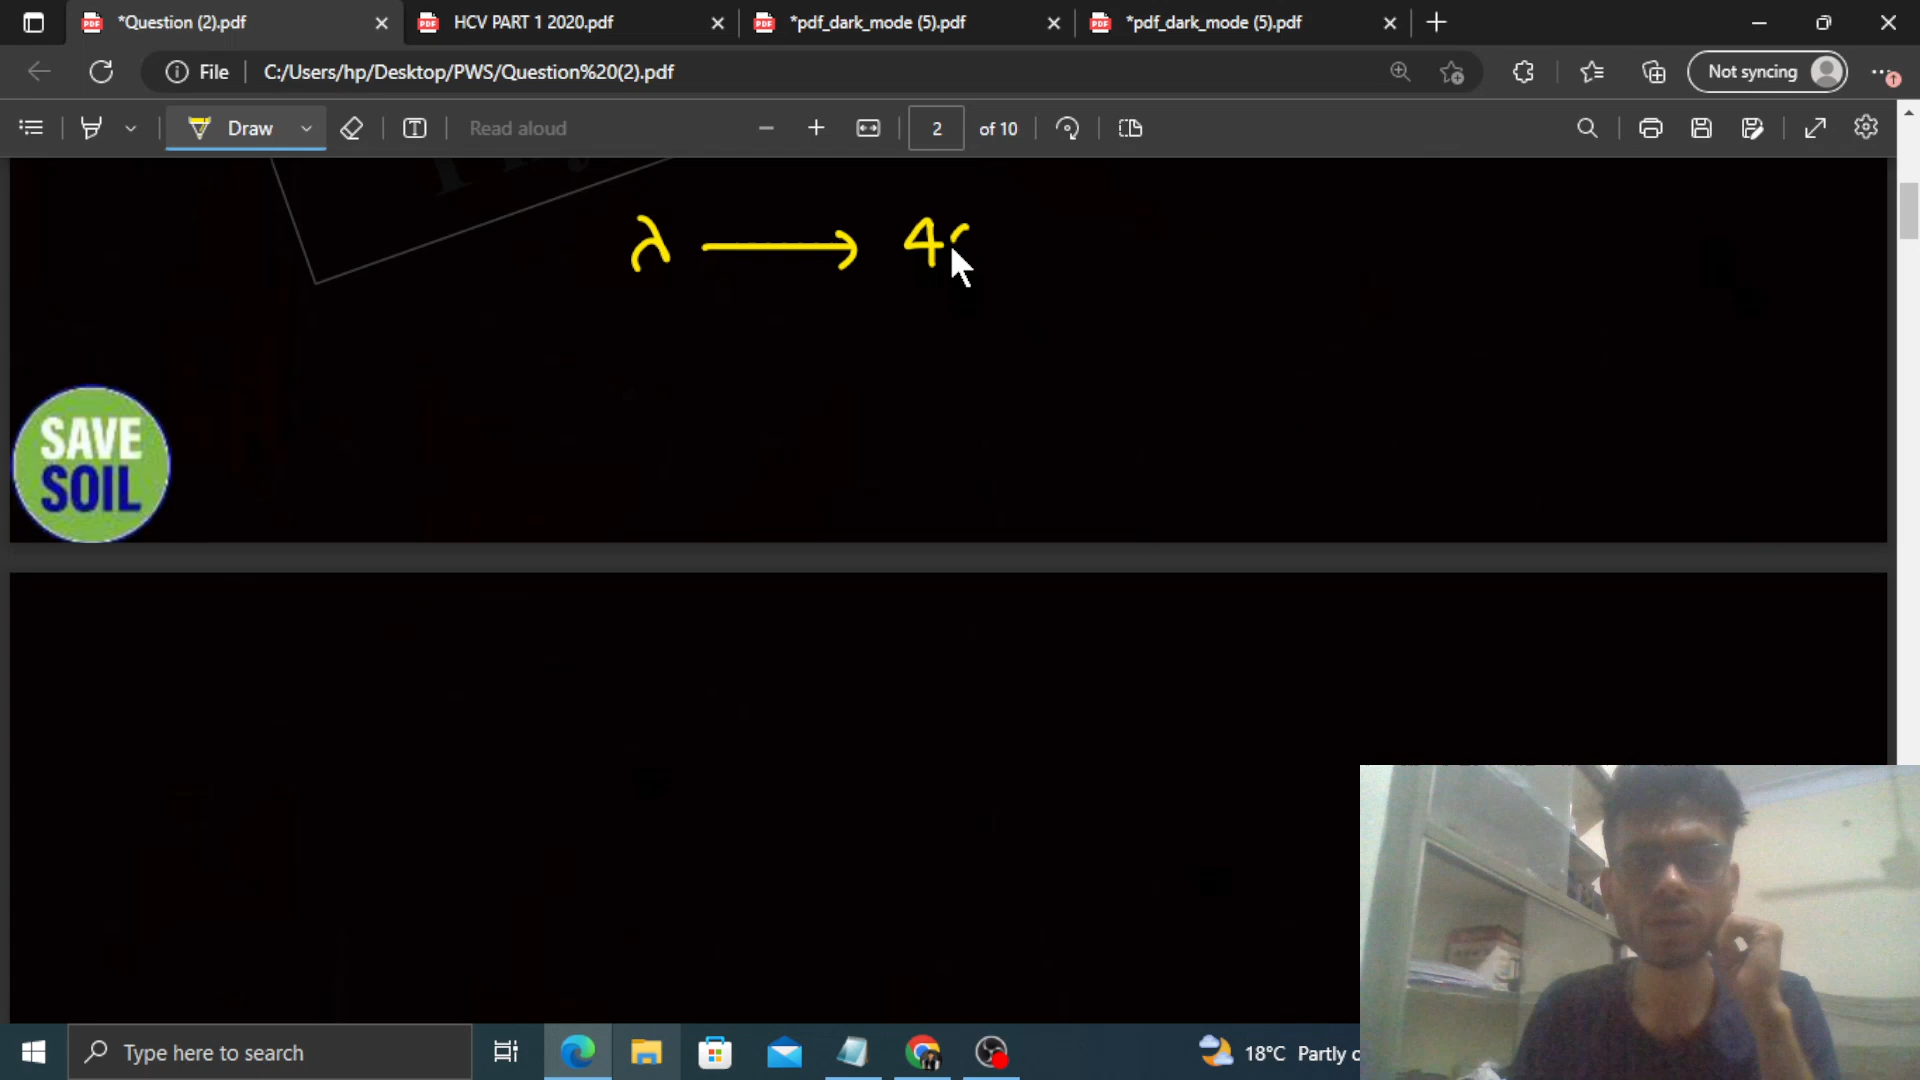 *Question (2).pdf
HCV PART 1 2020.pdf
*pdf_dark_mode (5).pdf
*pdf_dark_mode (5).pdf
File
C:/Users/hp/Desktop/PWS/Question%20(2).pdf
Not syncing
Draw
Read aloud
2 of 10
λ → 4
SAVE
SOIL
Type here to search
18°C Partly c